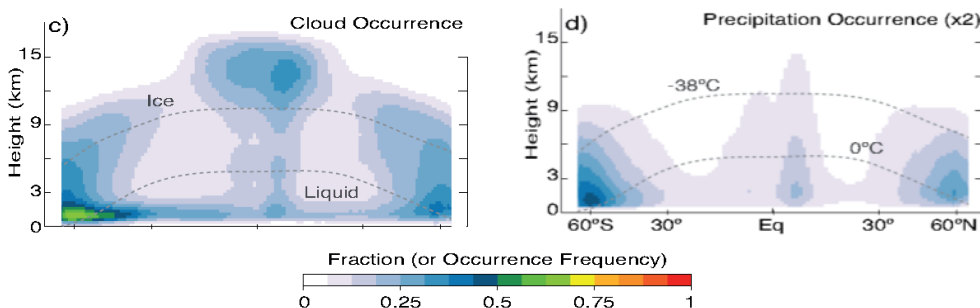 c) Cloud Occurrence
Height (km)
15
9
3
0
Ice
Liquid
d) Precipitation Occurrence (x2)
Height (km)
15
9
3
0
-38°C
0°C
60°S 30° Eq 30° 60°N
Fraction (or Occurrence Frequency)
0 0.25 0.5 0.75 1